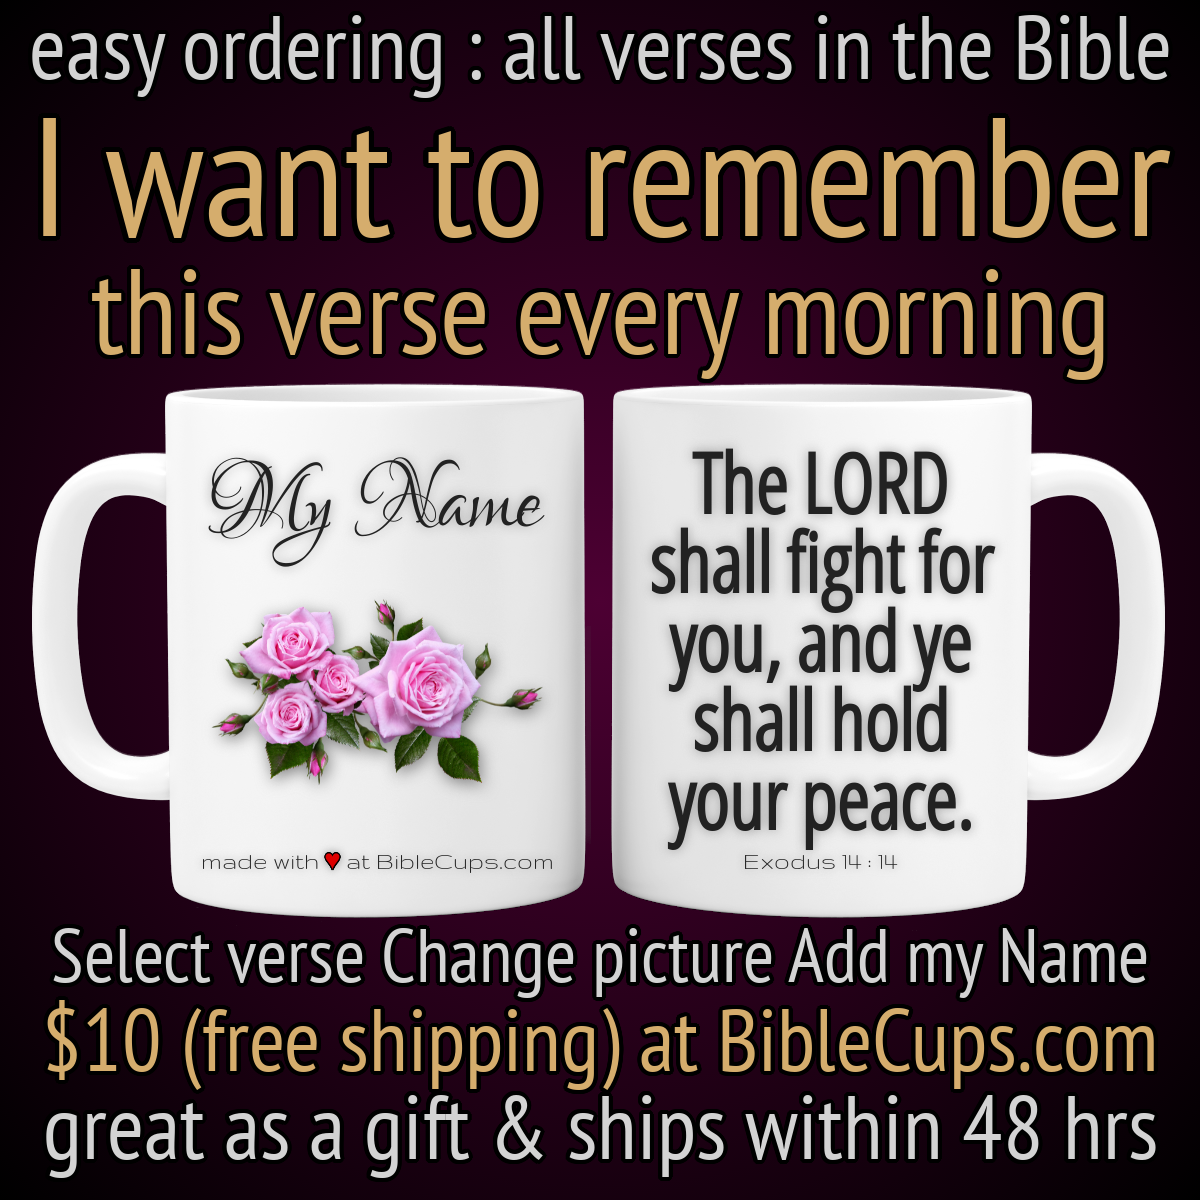 easy ordering : all verses in the Bible
I want to remember
this verse every morning
My Name
made with ❤ at BibleCups.com
The LORD
shall fight for
you, and ye
shall hold
your peace.
Exodus 14 : 14
Select verse Change picture Add my Name
$10 (free shipping) at BibleCups.com
great as a gift & ships within 48 hrs